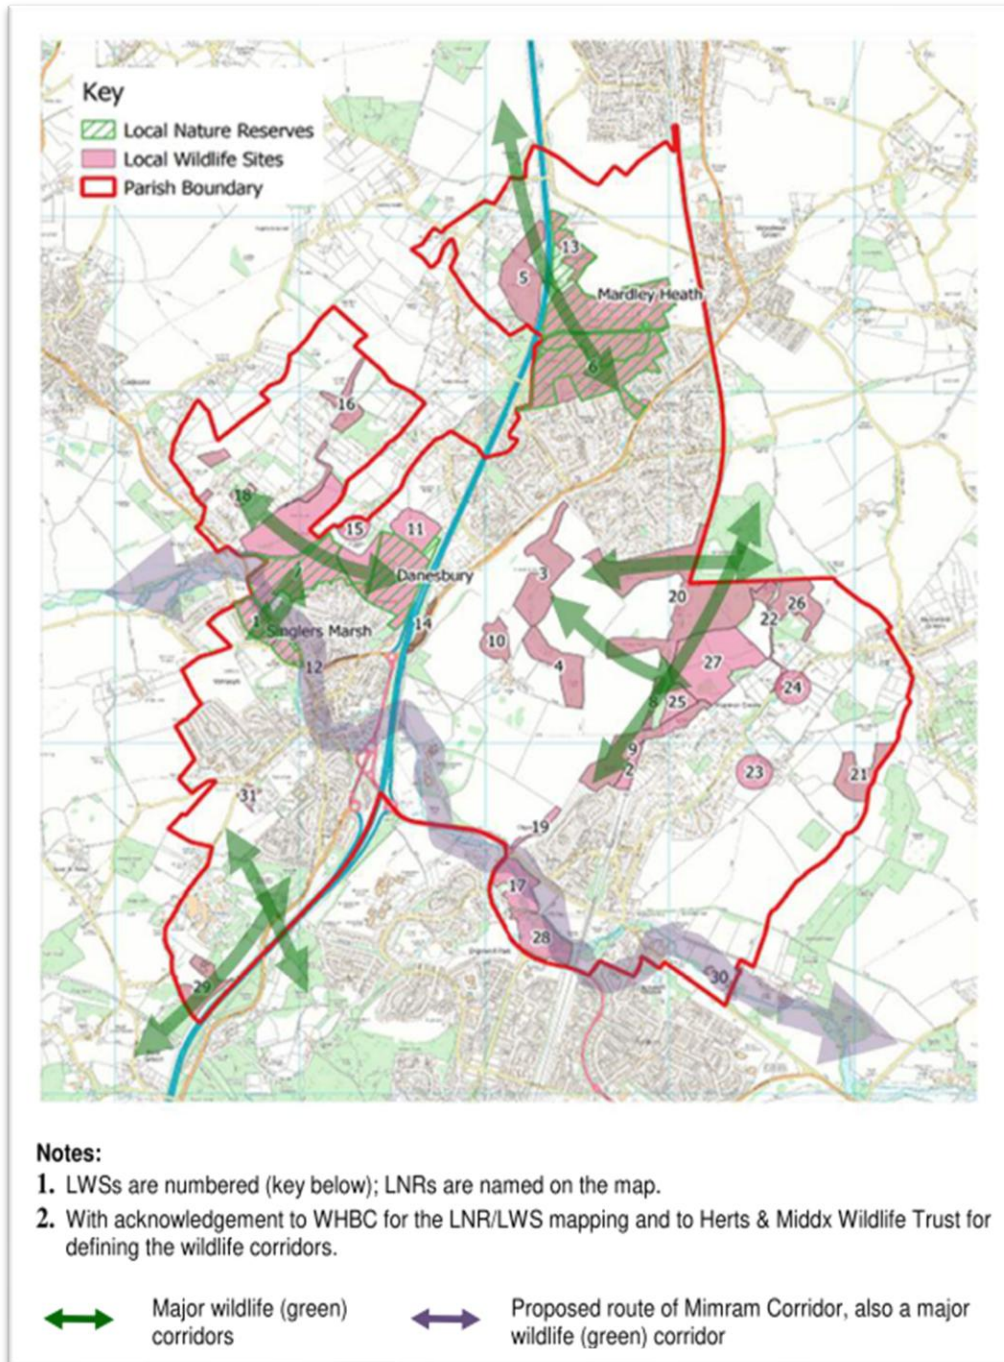 Key
Local Nature Reserves
Local Wildlife Sites
Parish Boundary
13
5
Mardley Heath
6
16
18
15
11
Danesbury
3
7
20
26
22
1
Singlers Marsh
14
10
12
4
27
24
8
25
9
2
23
21
31
19
17
28
30
29
Notes:
1. LWSs are numbered (key below); LNRs are named on the map.
2. With acknowledgement to WHBC for the LNR/LWS mapping and to Herts & Middx Wildlife Trust for
defining the wildlife corridors.
Major wildlife (green)
corridors
Proposed route of Mimram Corridor, also a major
wildlife (green) corridor